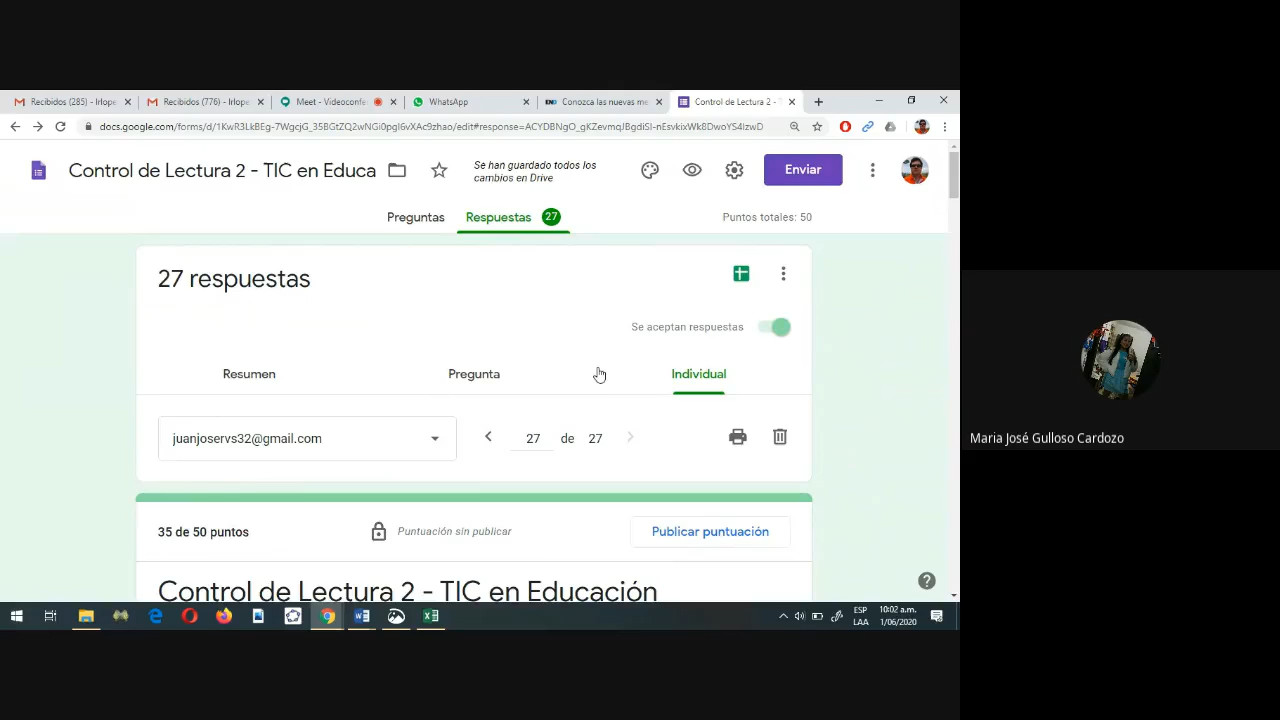 Recibidos (285) - lrlope
Recibidos (776) - lrlope
Meet - Videoconfe
WhatsApp
Conozca las nuevas me
Control de Lectura 2 - T
docs.google.com/forms/d/1KwR3LkBEg-7WgcjG_35BGtZQ2wNGi0pgI6vXAc9zhao/edit#response=ACYDBNgO_gKZevmqJBgdiSI-nEsvkixWk8DwoYS4lzwD
Control de Lectura 2 - TIC en Educa
Se han guardado todos los
cambios en Drive
Enviar
Preguntas
Respuestas 27
Puntos totales: 50
27 respuestas
Se aceptan respuestas
Resumen
Pregunta
Individual
juanjoservs32@gmail.com
27 de 27
35 de 50 puntos
Puntuación sin publicar
Publicar puntuación
Control de Lectura 2 - TIC en Educación
Maria José Gulloso Cardozo
ESP
LAA
10:02 a.m.
1/06/2020